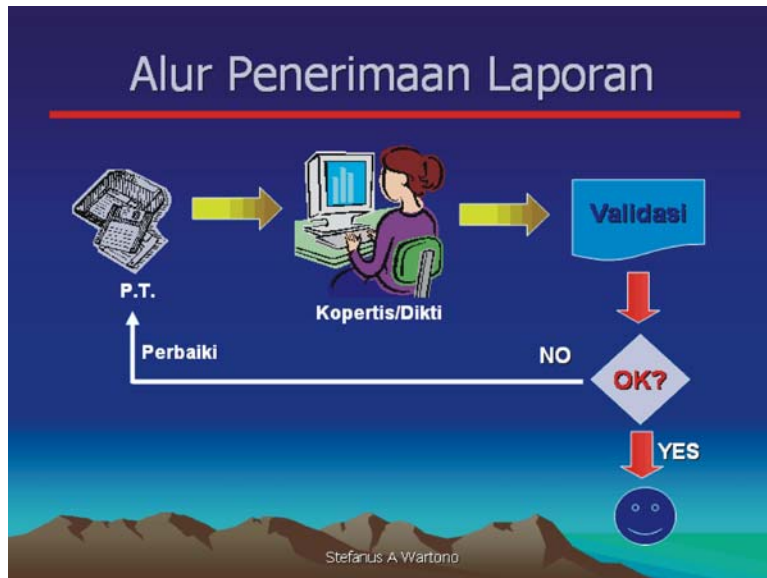 Alur Penerimaan Laporan
Validasi
P.T.
Kopertis/Dikti
Perbaiki
NO
OK?
YES
Stefanus A Wartono